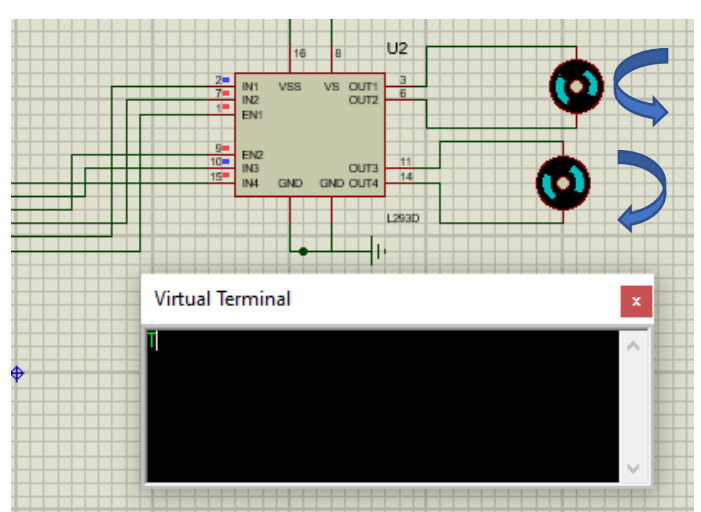 16 8 U2
2 IN1 VSS VS OUT1 3
7 IN2 OUT2 6
1 EN1
9 EN2
10 IN3 OUT3 11
15 IN4 GND GND OUT4 14
L293D
Virtual Terminal
x
T